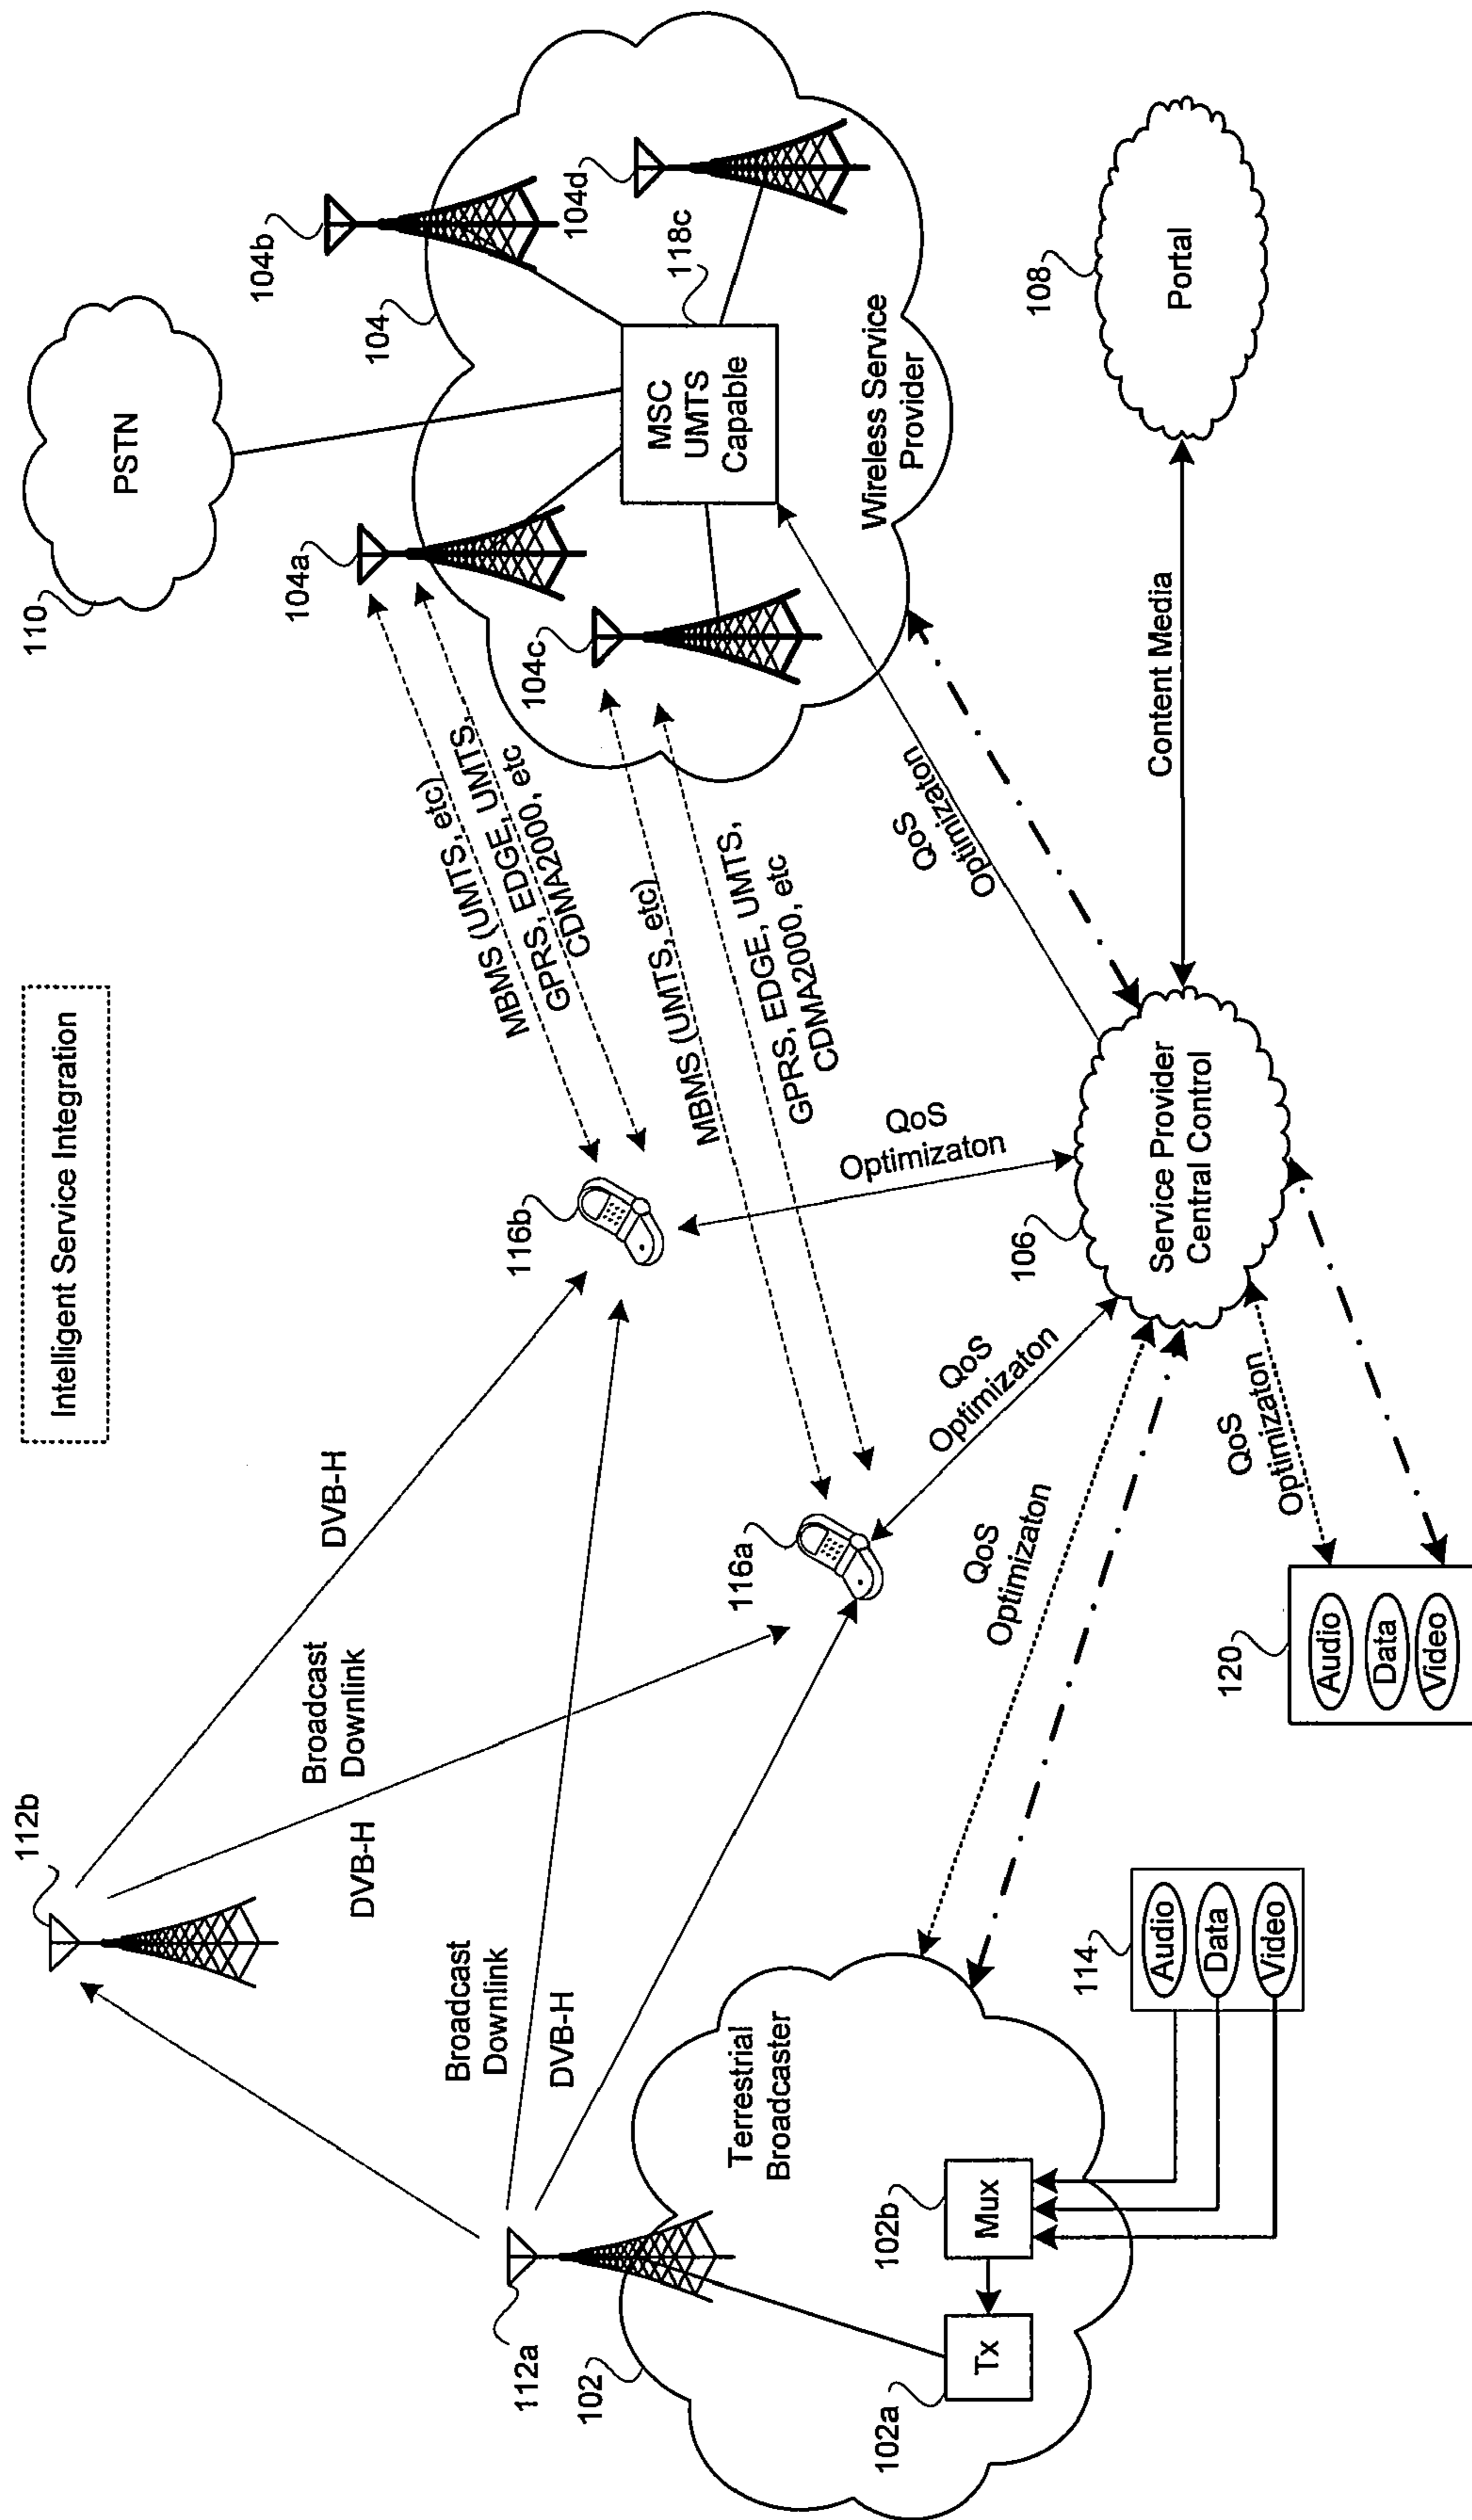 Intelligent Service Integration
110
PSTN
112b
DVB-H
Broadcast
Downlink
DVB-H
104b
104
104a
104d
118c
MSC
UMTS
Capable
104c
Wireless Service
Provider
MBMS (UMTS, etc)
GPRS, EDGE, UMTS,
CDMA2000, etc
MBMS (UMTS, etc)
GPRS, EDGE, UMTS,
CDMA2000, etc
116b
116a
Broadcast
Downlink
DVB-H
112a
102
Terrestrial
Broadcaster
102a
Tx
102b
Mux
114
Audio
Data
Video
QoS
Optimizaton
QoS
Optimizaton
QoS
Optimizaton
QoS
Optimizaton
QoS
Optimizaton
106
Service Provider
Central Control
Content Media
108
Portal
120
Audio
Data
Video